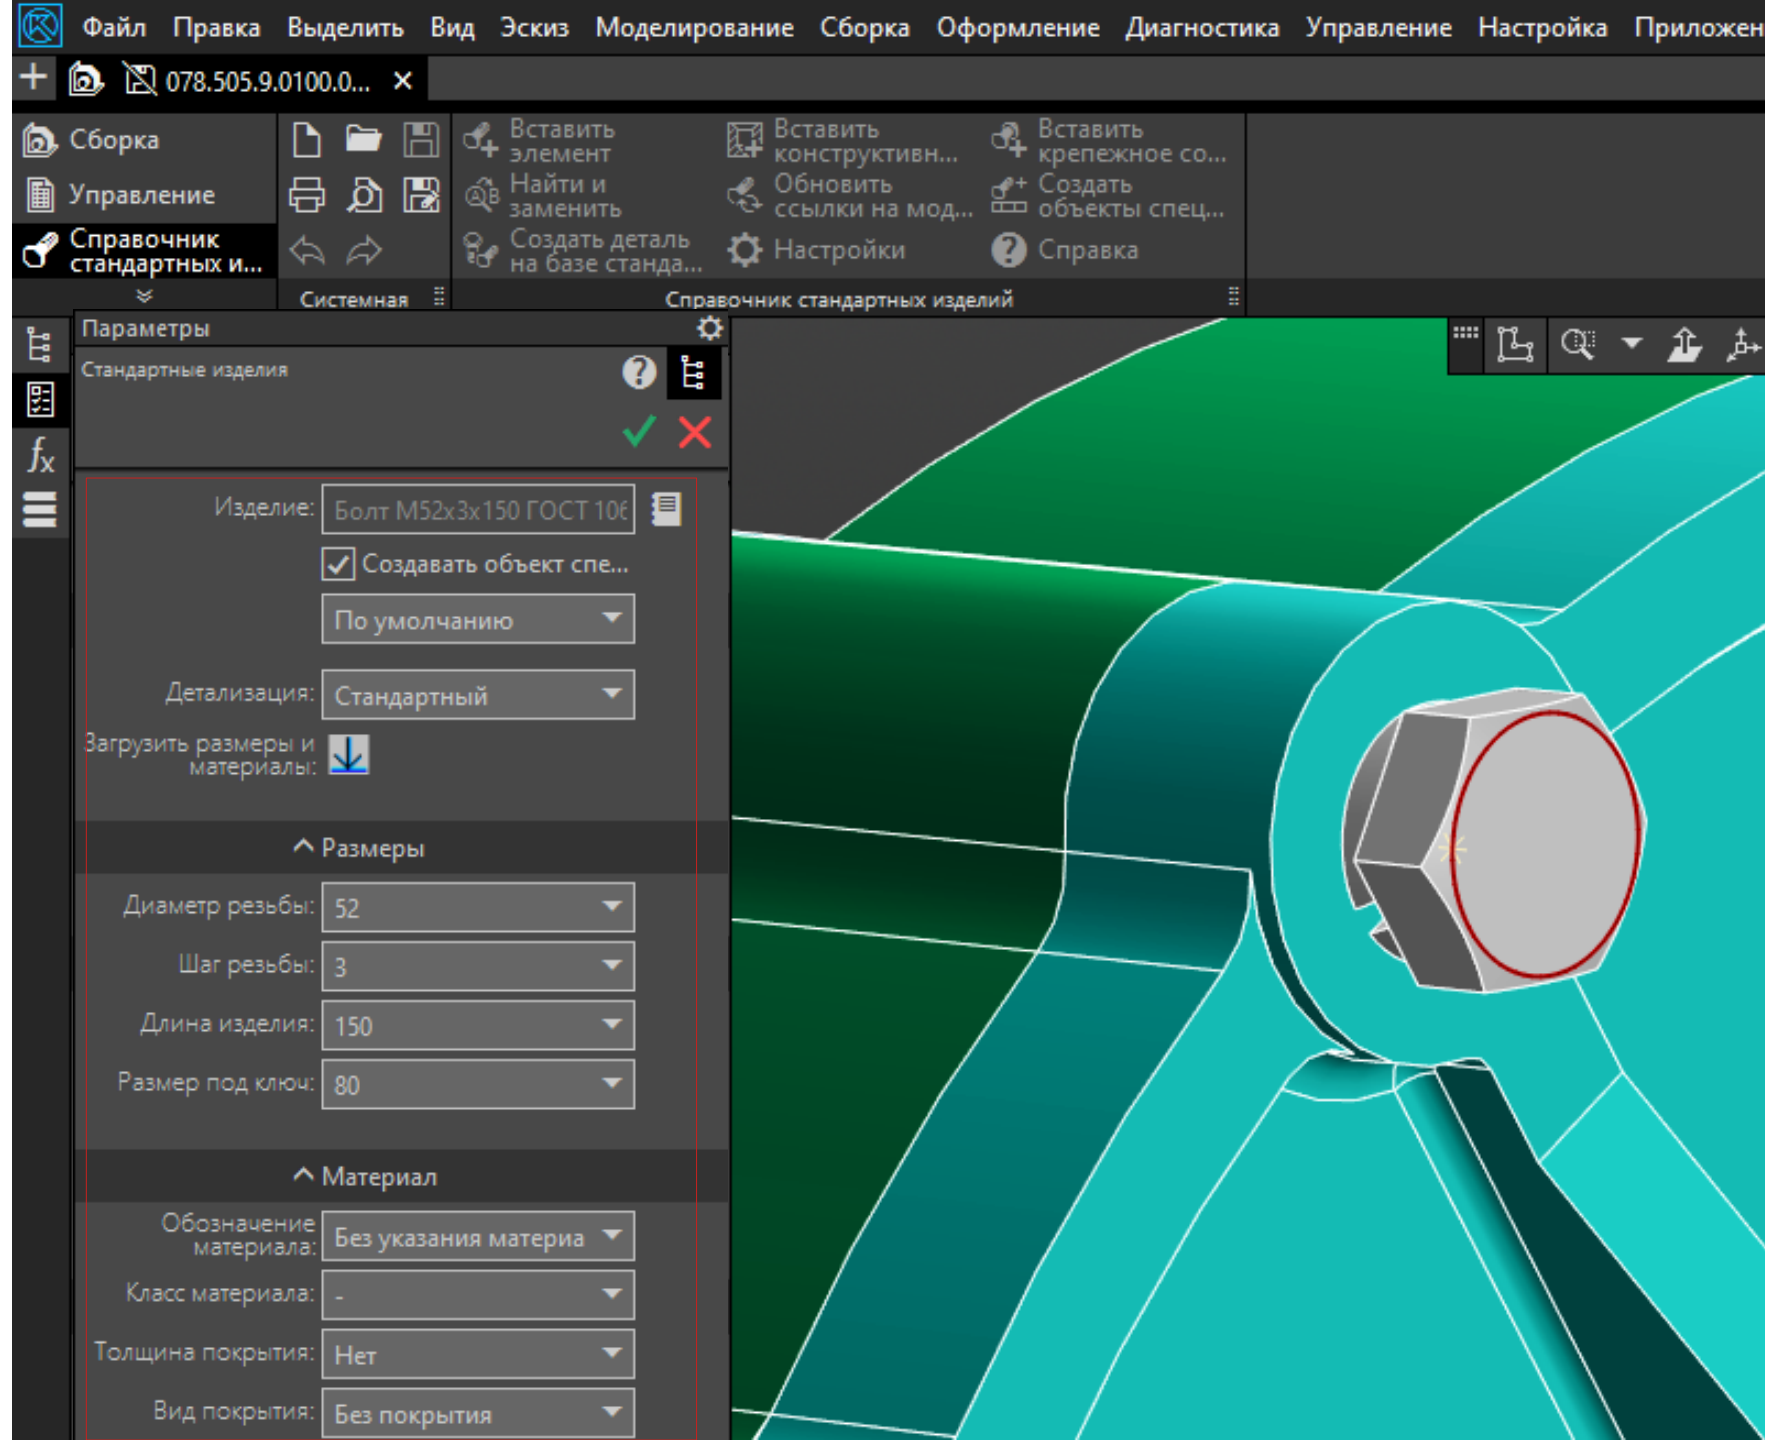 Файл Правка Выделить Вид Эскиз Моделирование Сборка Оформление Диагностика Управление Настройка Приложен
078.505.9.0100.0...
Сборка
Управление
Справочник
стандартных и...
Системная
Вставить
элемент
Найти и
заменить
Создать деталь
на базе станда...
Вставить
конструктивн...
Обновить
ссылки на мод...
Настройки
Вставить
крепежное со...
Создать
объекты спец...
Справка
Справочник стандартных изделий
Параметры
Стандартные изделия
Изделие: Болт М52х3х150 ГОСТ 106
Создавать объект спе...
По умолчанию
Детализация: Стандартный
Загрузить размеры и
материалы:
Размеры
Диаметр резьбы: 52
Шаг резьбы: 3
Длина изделия: 150
Размер под ключ: 80
Материал
Обозначение
материала: Без указания материа
Класс материала: -
Толщина покрытия: Нет
Вид покрытия: Без покрытия